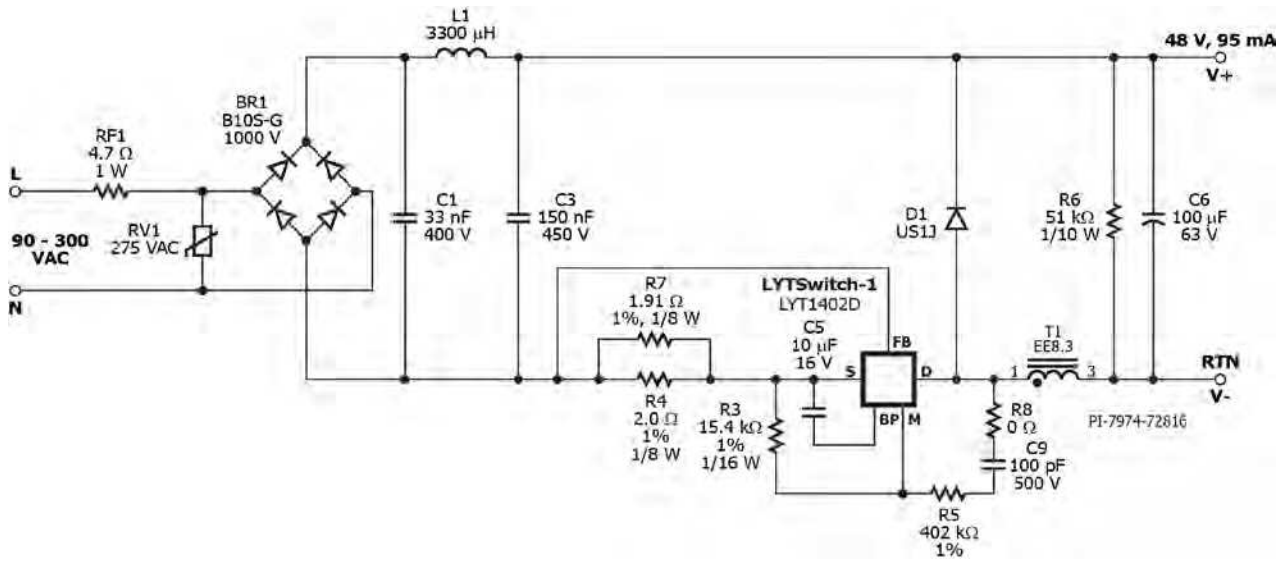 L1
3300 µH
48 V, 95 mA
V+
BR1
B10S-G
1000 V
RF1
4.7 Ω
1 W
L
90 - 300
VAC
N
RV1
275 VAC
C1
33 nF
400 V
C3
150 nF
450 V
D1
US1J
R6
51 kΩ
1/10 W
C6
100 µF
63 V
R7
1.91 Ω
1%, 1/8 W
LYTSwitch-1
LYT1402D
C5
10 µF
16 V
FB
S
D
BP
M
T1
EE8.3
1
3
RTN
V-
R4
2.0 Ω
1%
1/8 W
R3
15.4 kΩ
1%
1/16 W
R8
0 Ω
C9
100 pF
500 V
R5
402 kΩ
1%
PI-7974-72816